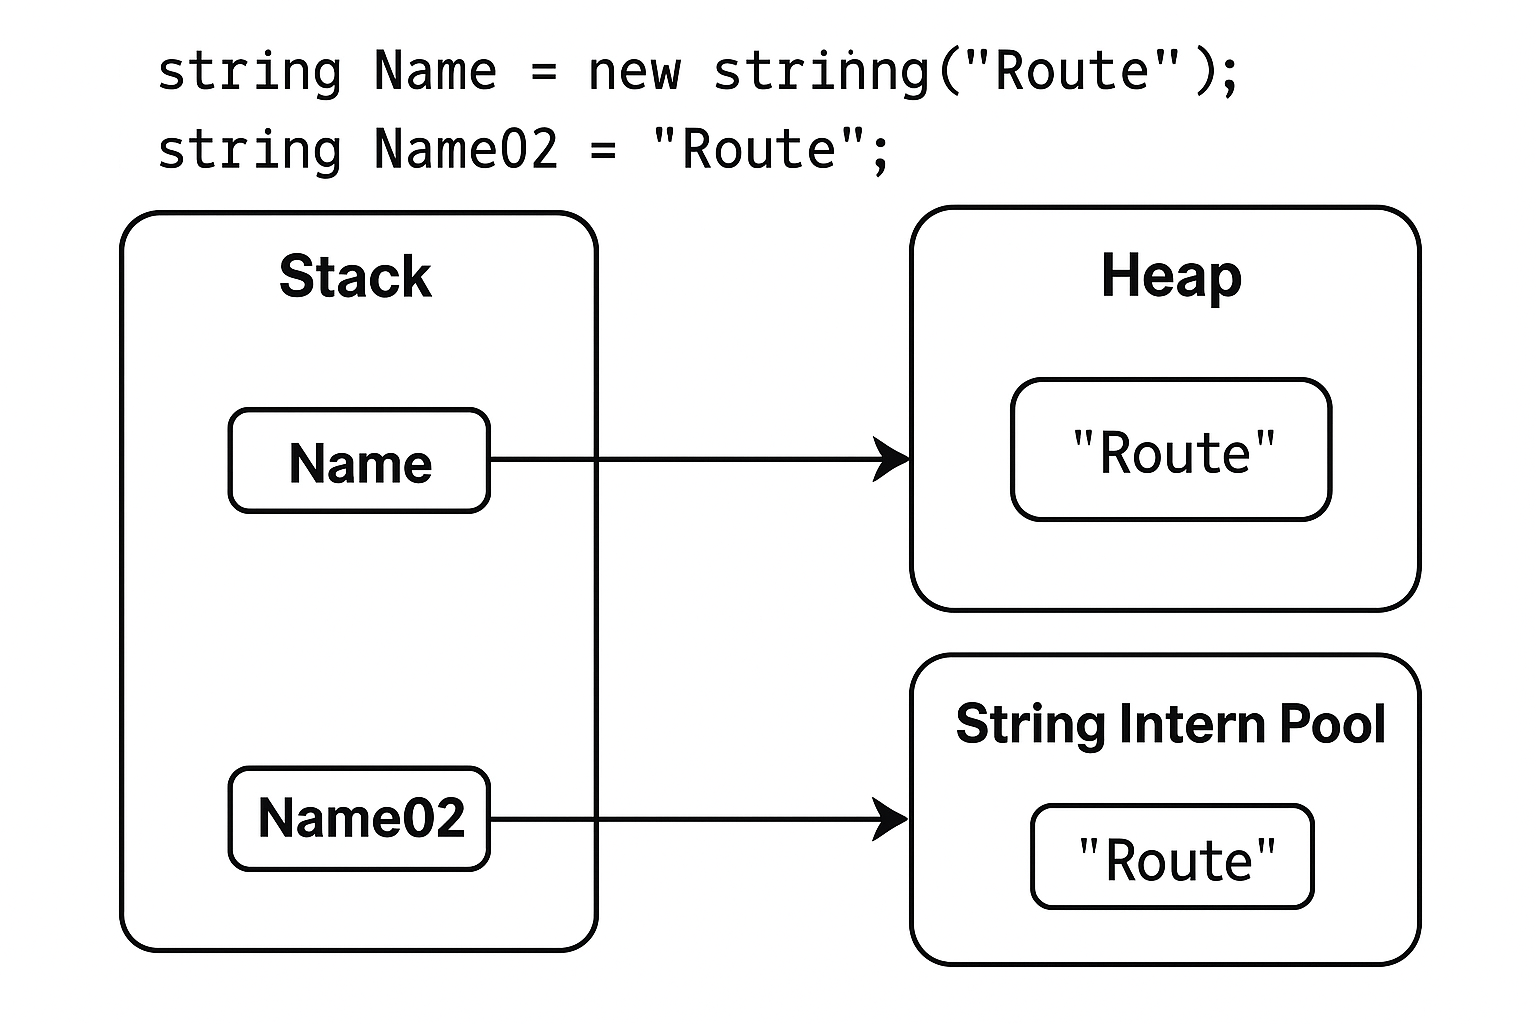 string Name = new strinng("Route");
string Name02 = "Route";
Stack
Heap
Name
"Route"
Name02
String Intern Pool
"Route"